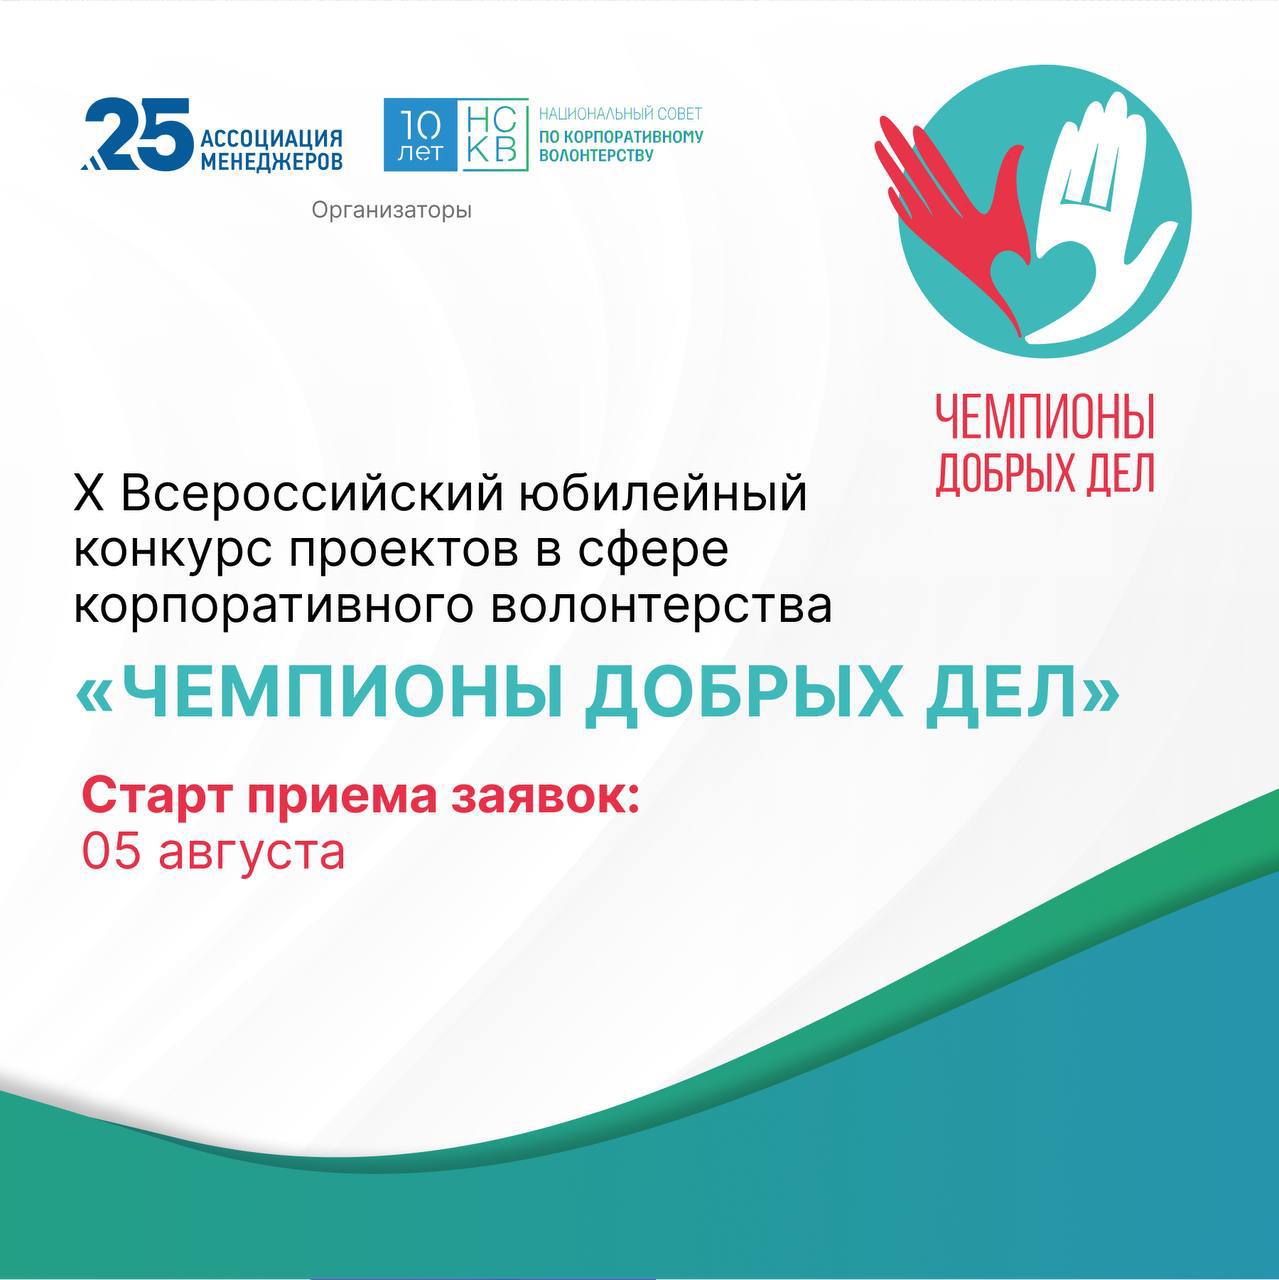 25 АССОЦИАЦИЯ
МЕНЕДЖЕРОВ
10
лет
НС
КВ
НАЦИОНАЛЬНЫЙ СОВЕТ
ПО КОРПОРАТИВНОМУ
ВОЛОНТЕРСТВУ
Организаторы
ЧЕМПИОНЫ
ДОБРЫХ ДЕЛ
X Всероссийский юбилейный
конкурс проектов в сфере
корпоративного волонтерства
«ЧЕМПИОНЫ ДОБРЫХ ДЕЛ»
Старт приема заявок:
05 августа